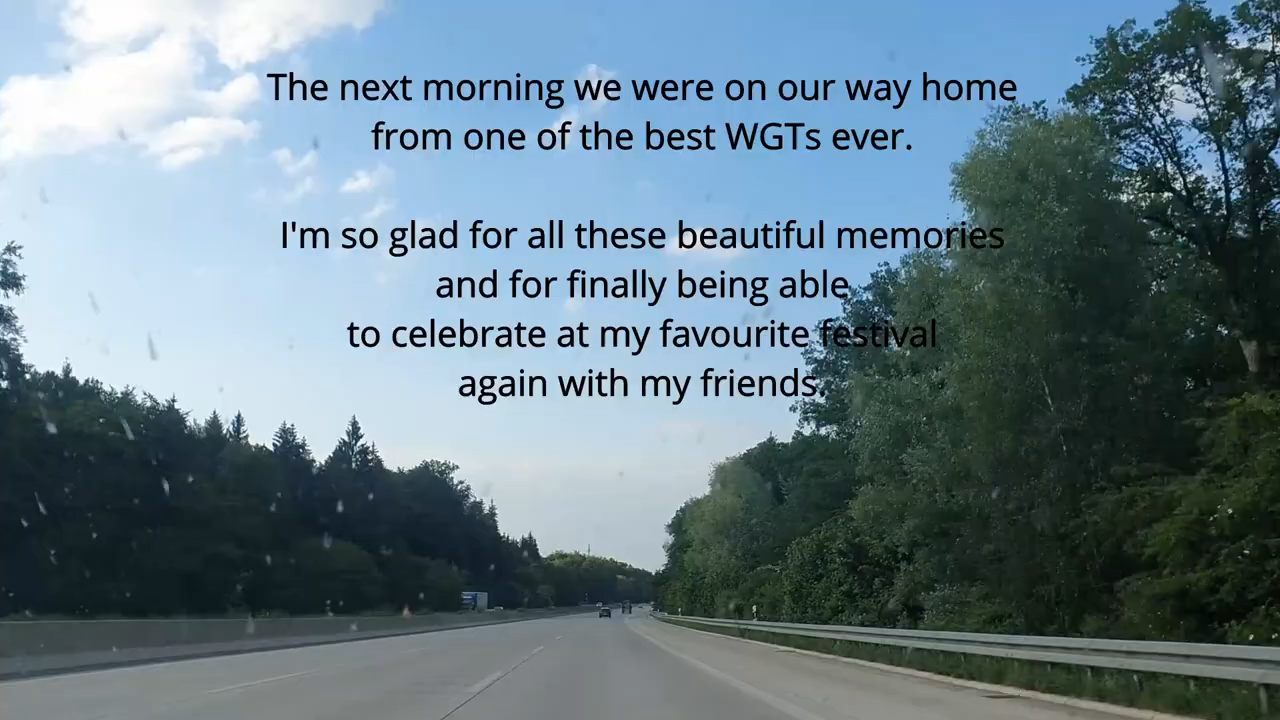 The next morning we were on our way home
from one of the best WGTs ever.
I'm so glad for all these beautiful memories
and for finally being able
to celebrate at my favourite festival
again with my friends.